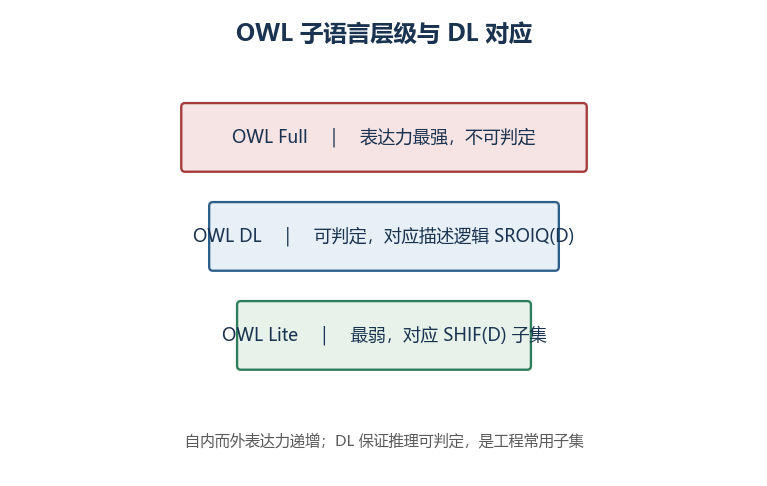 OWL 子语言层级与 DL 对应
OWL Full | 表达力最强，不可判定
OWL DL | 可判定，对应描述逻辑 SROIQ(D)
OWL Lite | 最弱，对应 SHIF(D) 子集
自内而外表达力递增；DL 保证推理可判定，是工程常用子集